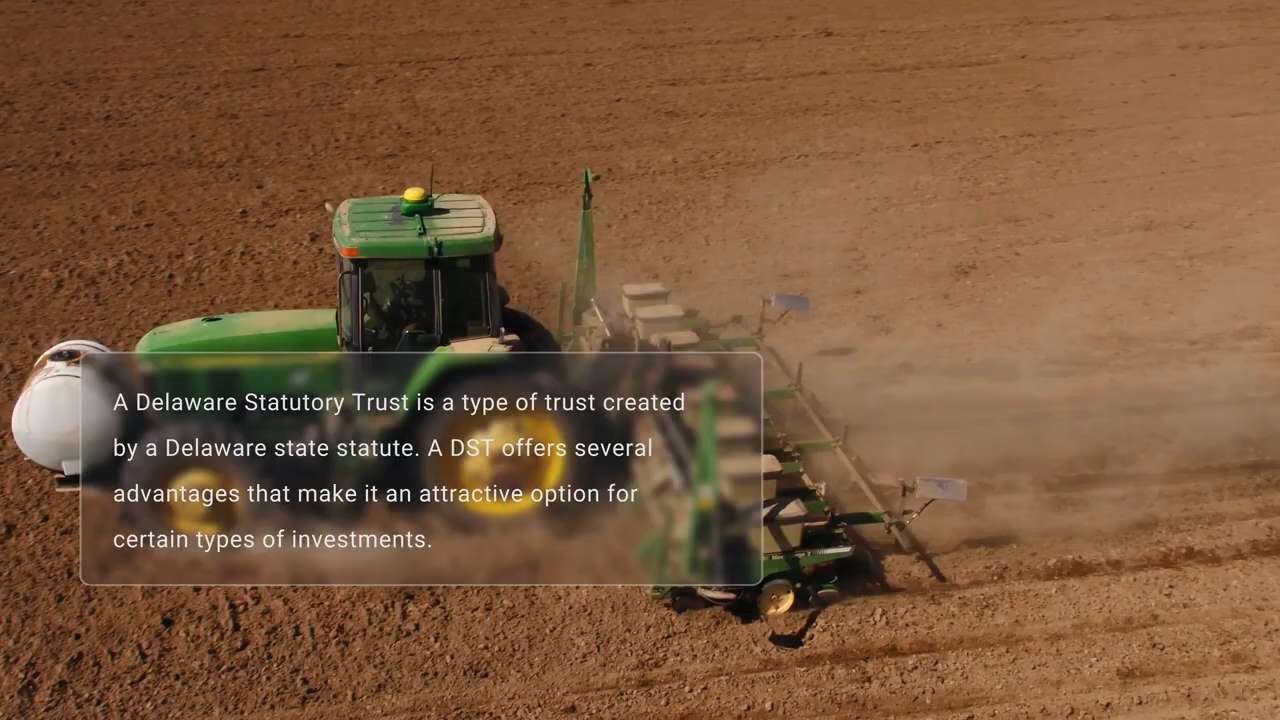 A Delaware Statutory Trust is a type of trust created
by a Delaware state statute. A DST offers several
advantages that make it an attractive option for
certain types of investments.